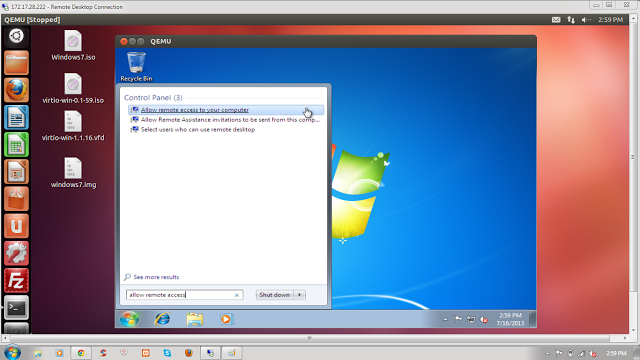 172.17.28.222 - Remote Desktop Connection
QEMU [Stopped]
2:59 PM
QEMU
Windows7.iso
virtio-win-0.1-59.iso
virtio-win-1.1.16.vfd
windows7.img
Recycle Bin
Control Panel (3)
Allow remote access to your computer
Allow Remote Assistance invitations to be sent from this comp...
Select users who can use remote desktop
See more results
allow remote access
Shut down
2:59 PM
7/16/2013
2:59 PM